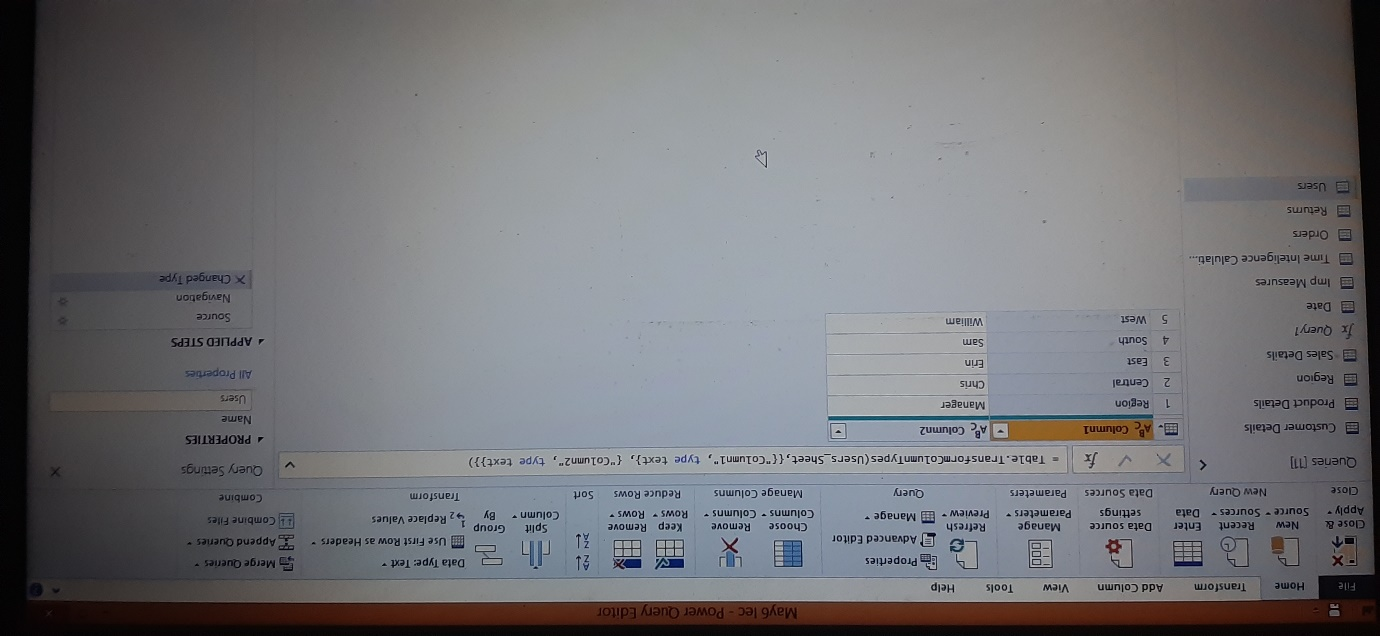 May6 lec - Power Query Editor
File Home Transform Add Column View Tools Help
Close & Apply
Close
New Source
Recent Sources
Enter Data
New Query
Data source settings
Data Sources
Manage Parameters
Parameters
Refresh Preview
Properties
Advanced Editor
Manage
Query
Choose Columns
Remove Columns
Manage Columns
Keep Rows
Remove Rows
Reduce Rows
Sort
Split Column
Group By
Data Type: Text
Use First Row as Headers
Replace Values
Transform
Merge Queries
Append Queries
Combine Files
Combine
Queries [11]
Customer Details
Product Details
Region
Sales Details
Query1
Date
Imp Measures
Time Inteligence Calulati...
Orders
Returns
Users
= Table.TransformColumnTypes(Users_Sheet,{{"Column1", type text}, {"Column2", type text}})
Column1 Column2
1 Region Manager
2 Central Chris
3 East Erin
4 South Sam
5 West William
Query Settings
PROPERTIES
Name
Users
All Properties
APPLIED STEPS
Source
Navigation
Changed Type